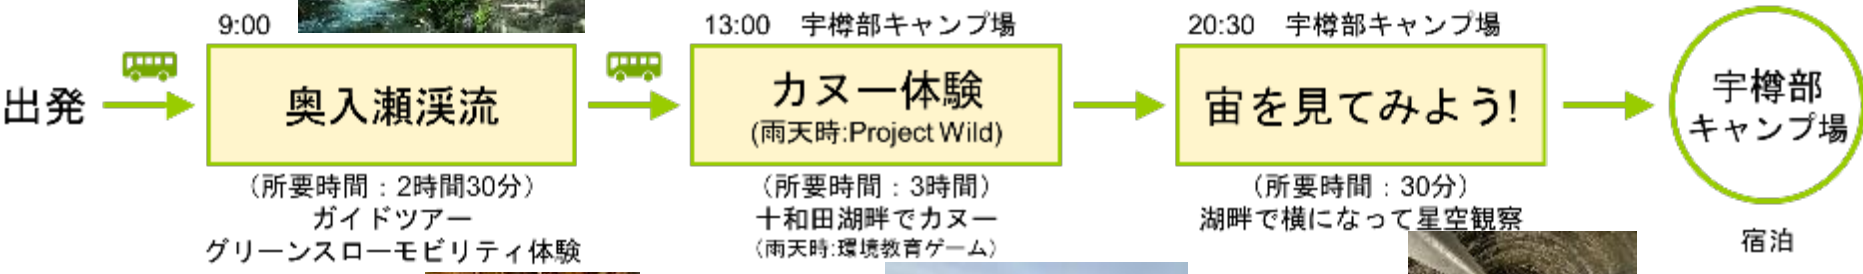 出発
9:00
奥入瀬渓流
(所要時間:2時間30分)
ガイドツアー
グリーンスローモビリティ体験
13:00 宇樽部キャンプ場
カヌー体験
(雨天時:Project Wild)
(所要時間:3時間)
十和田湖畔でカヌー
(雨天時:環境教育ゲーム)
20:30 宇樽部キャンプ場
宙を見てみよう!
(所要時間:30分)
湖畔で横になって星空観察
宇樽部
キャンプ場
宿泊